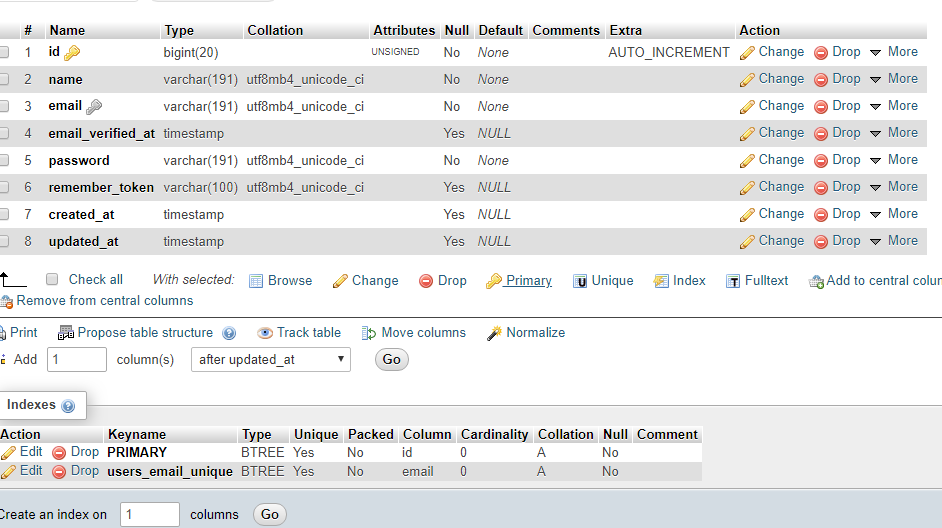 # Name Type Collation Attributes Null Default Comments Extra Action
1 id bigint(20) UNSIGNED No None AUTO_INCREMENT Change Drop More
2 name varchar(191) utf8mb4_unicode_ci No None Change Drop More
3 email varchar(191) utf8mb4_unicode_ci No None Change Drop More
4 email_verified_at timestamp Yes NULL Change Drop More
5 password varchar(191) utf8mb4_unicode_ci No None Change Drop More
6 remember_token varchar(100) utf8mb4_unicode_ci Yes NULL Change Drop More
7 created_at timestamp Yes NULL Change Drop More
8 updated_at timestamp Yes NULL Change Drop More
Check all With selected: Browse Change Drop Primary U Unique Index T Fulltext Add to central colum
Remove from central columns
Print Propose table structure Track table Move columns Normalize
Add 1 column(s) after updated_at Go
Indexes
Action Keyname Type Unique Packed Column Cardinality Collation Null Comment
Edit Drop PRIMARY BTREE Yes No id 0 A No
Edit Drop users_email_unique BTREE Yes No email 0 A No
Create an index on 1 columns Go